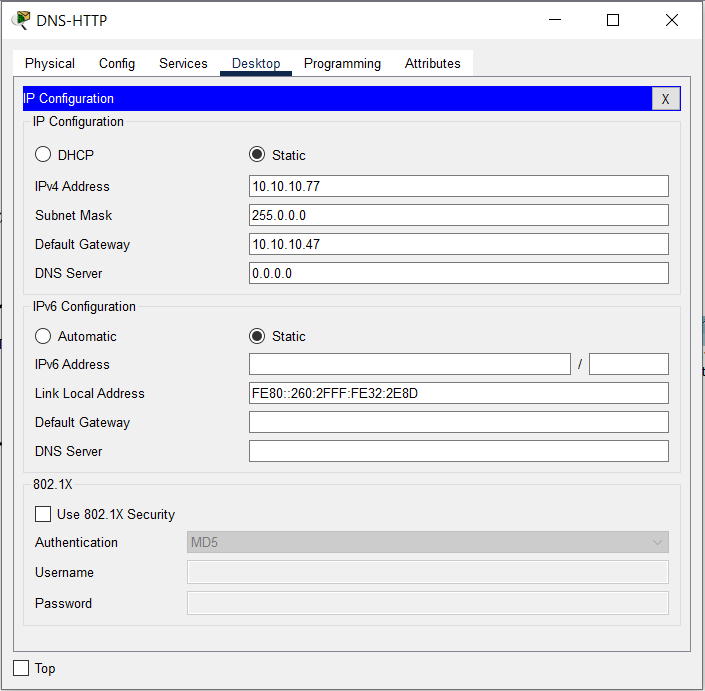 DNS-HTTP
Physical Config Services Desktop Programming Attributes
IP Configuration X
IP Configuration
DHCP Static
IPv4 Address 10.10.10.77
Subnet Mask 255.0.0.0
Default Gateway 10.10.10.47
DNS Server 0.0.0.0
IPv6 Configuration
Automatic Static
IPv6 Address /
Link Local Address FE80::260:2FFF:FE32:2E8D
Default Gateway
DNS Server
802.1X
Use 802.1X Security
Authentication MD5
Username
Password
Top